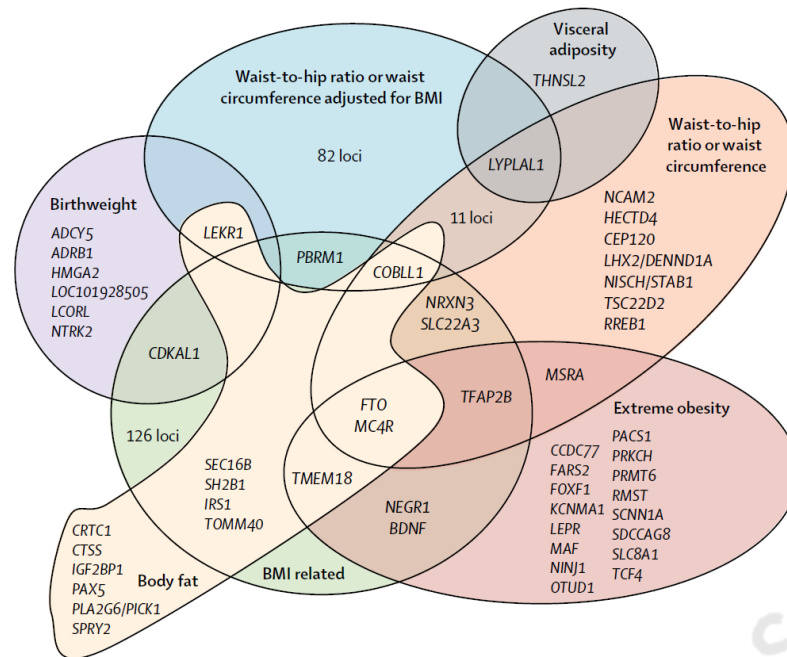 Visceral
adiposity
THNSL2
Waist-to-hip ratio or waist
circumference adjusted for BMI
82 loci
LYPLAL1
Waist-to-hip
ratio or waist
circumference
NCAM2
HECTD4
CEP120
LHX2/DENND1A
NISCH/STAB1
TSC22D2
RREB1
11 loci
Birthweight
ADCY5
ADRB1
HMGA2
LOC101928505
LCORL
NTRK2
LEKR1
PBRM1
COBLL1
NRXN3
SLC22A3
CDKAL1
MSRA
TFAP2B
FTO
MC4R
Extreme obesity
CCDC77
FARS2
FOXF1
KCNMA1
LEPR
MAF
NINJ1
OTUD1
PACS1
PRKCH
PRMT6
RMST
SCNN1A
SDCCAG8
SLC8A1
TCF4
126 loci
SEC16B
SH2B1
IRS1
TOMM40
TMEM18
NEGR1
BDNF
BMI related
CRTC1
CTSS
IGF2BP1
PAX5
PLA2G6/PICK1
SPRY2
Body fat